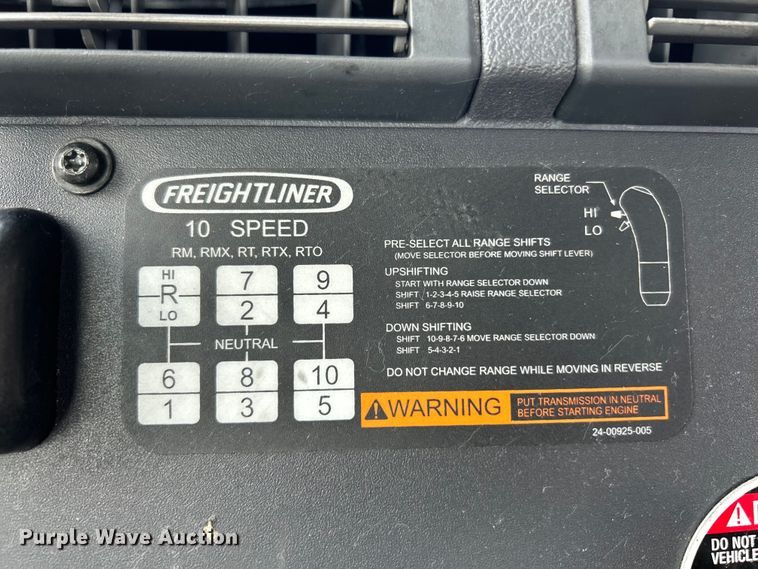 FREIGHTLINER
10 SPEED
RM, RMX, RT, RTX, RTO
HI
R
LO
7
2
9
4
NEUTRAL
6
1
8
3
10
5
RANGE
SELECTOR
HI
LO
PRE-SELECT ALL RANGE SHIFTS
(MOVE SELECTOR BEFORE MOVING SHIFT LEVER)
UPSHIFTING
START WITH RANGE SELECTOR DOWN
SHIFT 1-2-3-4-5 RAISE RANGE SELECTOR
SHIFT 6-7-8-9-10
DOWN SHIFTING
SHIFT 10-9-8-7-6 MOVE RANGE SELECTOR DOWN
SHIFT 5-4-3-2-1
DO NOT CHANGE RANGE WHILE MOVING IN REVERSE
WARNING
PUT TRANSMISSION IN NEUTRAL
BEFORE STARTING ENGINE
24-00925-005
DO NOT
VEHICLE
Purple Wave Auction